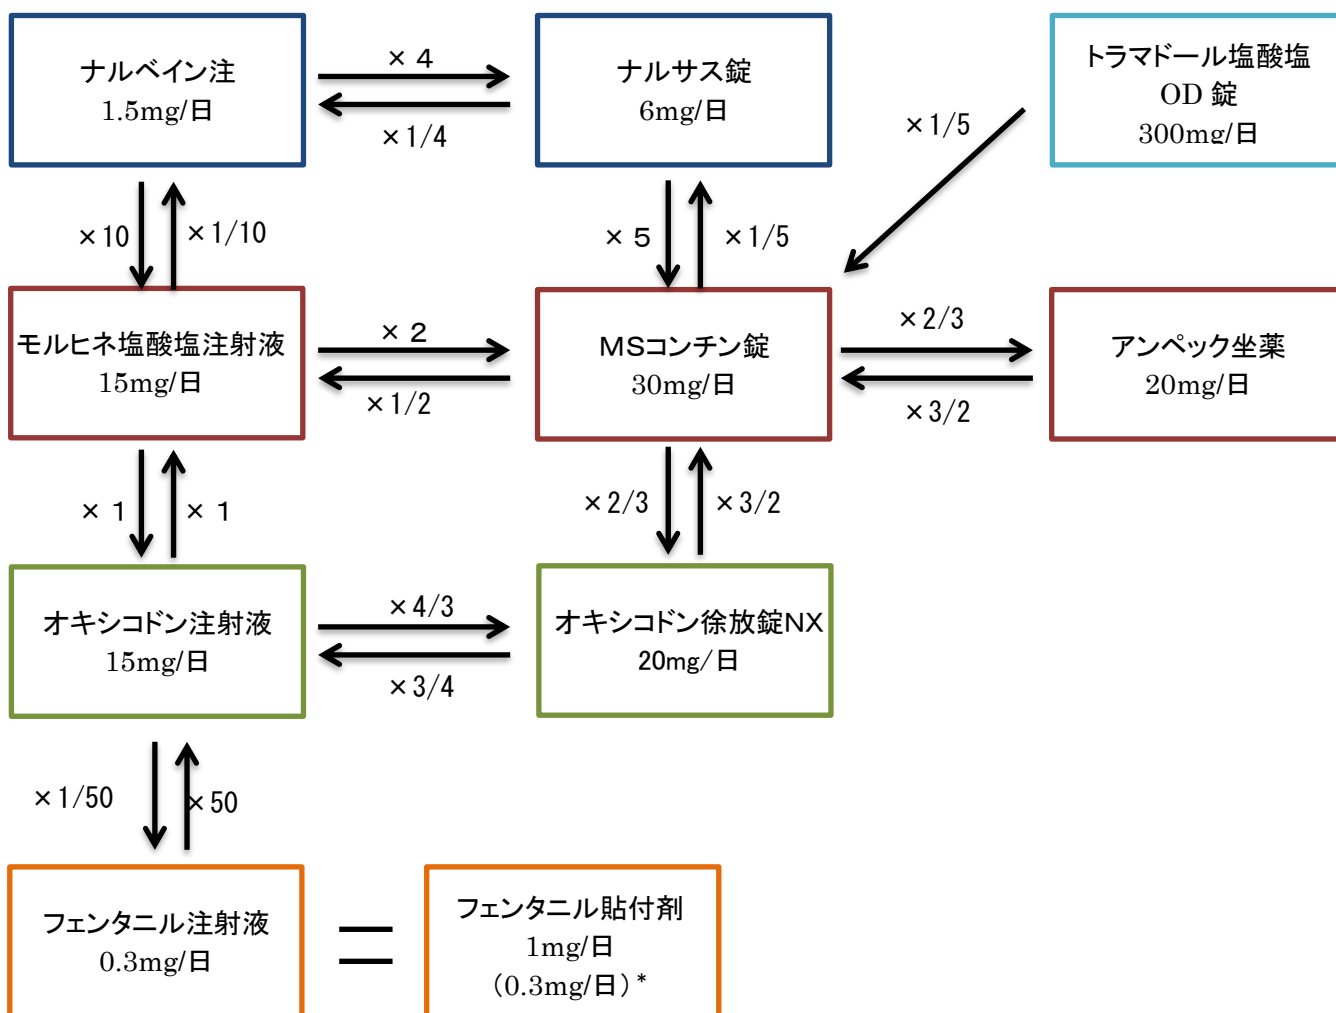 ナルベイン注
1.5mg/日
×４
×1/4
ナルサス錠
6mg/日
トラマドール塩酸塩
OD 錠
300mg/日
×1/5
×10
×1/10
×５
×1/5
モルヒネ塩酸塩注射液
15mg/日
×２
×1/2
ＭＳコンチン錠
30mg/日
×2/3
×3/2
アンペック坐薬
20mg/日
×１
×１
×2/3
×3/2
オキシコドン注射液
15mg/日
×4/3
×3/4
オキシコドン徐放錠NX
20mg/日
×1/50
×50
フェンタニル注射液
0.3mg/日
＝
フェンタニル貼付剤
1mg/日
（0.3mg/日）*